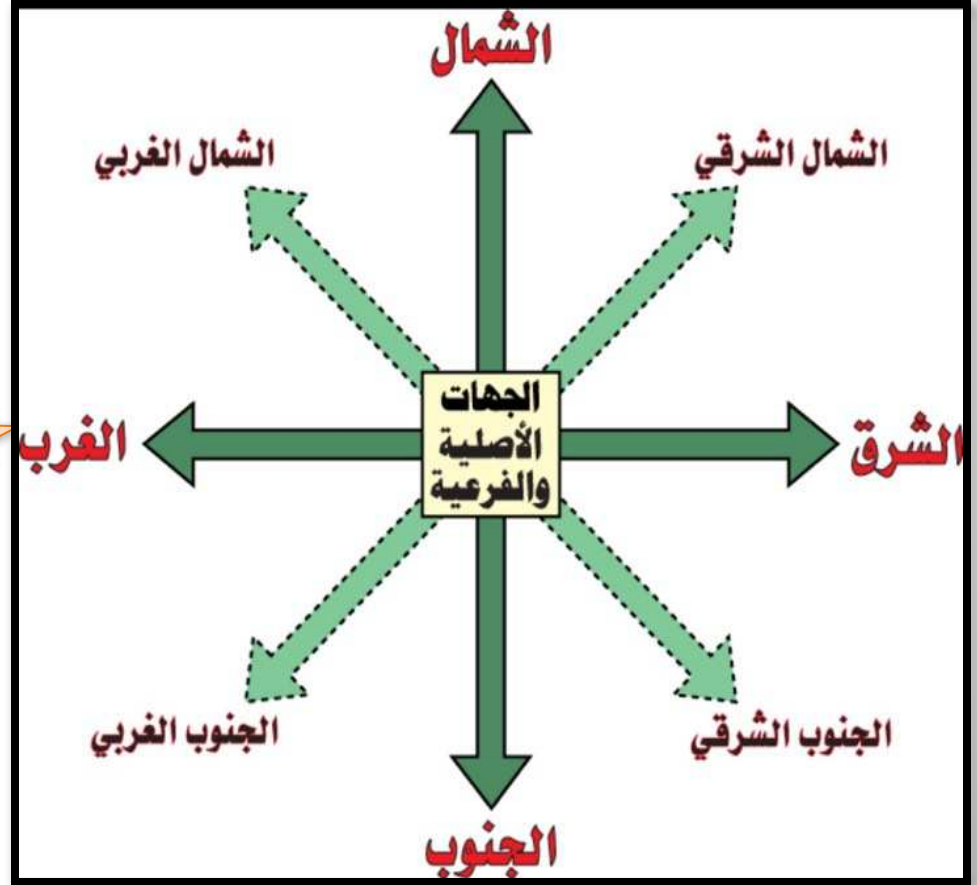 الشمال
الشمال الشرقي
الشمال الغربي
الجهات
الأصلية
والفرعية
الشرق
الغرب
الجنوب الشرقي
الجنوب الغربي
الجنوب